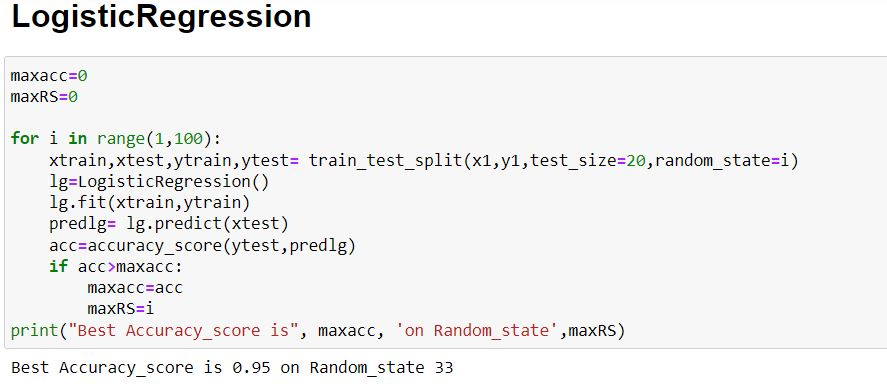 LogisticRegression
maxacc=0
maxRS=0
for i in range(1,100):
    xtrain,xtest,ytrain,ytest= train_test_split(x1,y1,test_size=20,random_state=i)
    lg=LogisticRegression()
    lg.fit(xtrain,ytrain)
    predlg= lg.predict(xtest)
    acc=accuracy_score(ytest,predlg)
    if acc>maxacc:
        maxacc=acc
        maxRS=i
print("Best Accuracy_score is", maxacc, 'on Random_state',maxRS)
Best Accuracy_score is 0.95 on Random_state 33